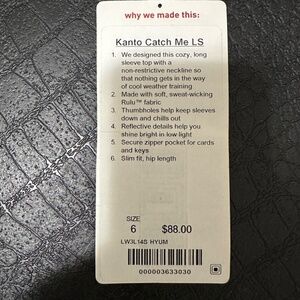 why we made this:
Kanto Catch Me LS
1. We designed this cozy, long
sleeve top with a
non-restrictive neckline so
that nothing gets in the way
of cool weather training
2. Made with soft, sweat-wicking
Rulu™ fabric
3. Thumbholes help keep sleeves
down and chills out
4. Reflective details help you
shine bright in low light
5. Secure zipper pocket for cards
and keys
6. Slim fit, hip length
SIZE
6 $88.00
LW3L14S HYUM
000003633030